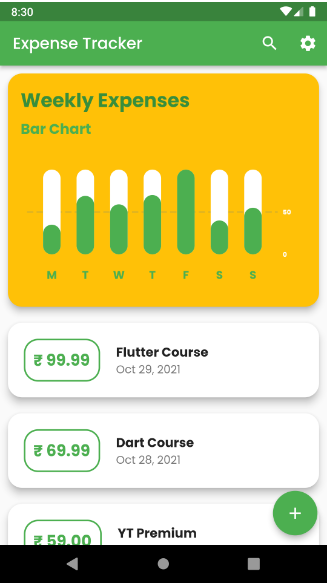 8:30
Expense Tracker
Weekly Expenses
Bar Chart
50
0
M T W T F S S
₹ 99.99
Flutter Course
Oct 29, 2021
₹ 69.99
Dart Course
Oct 28, 2021
₹ 59.00
YT Premium
+